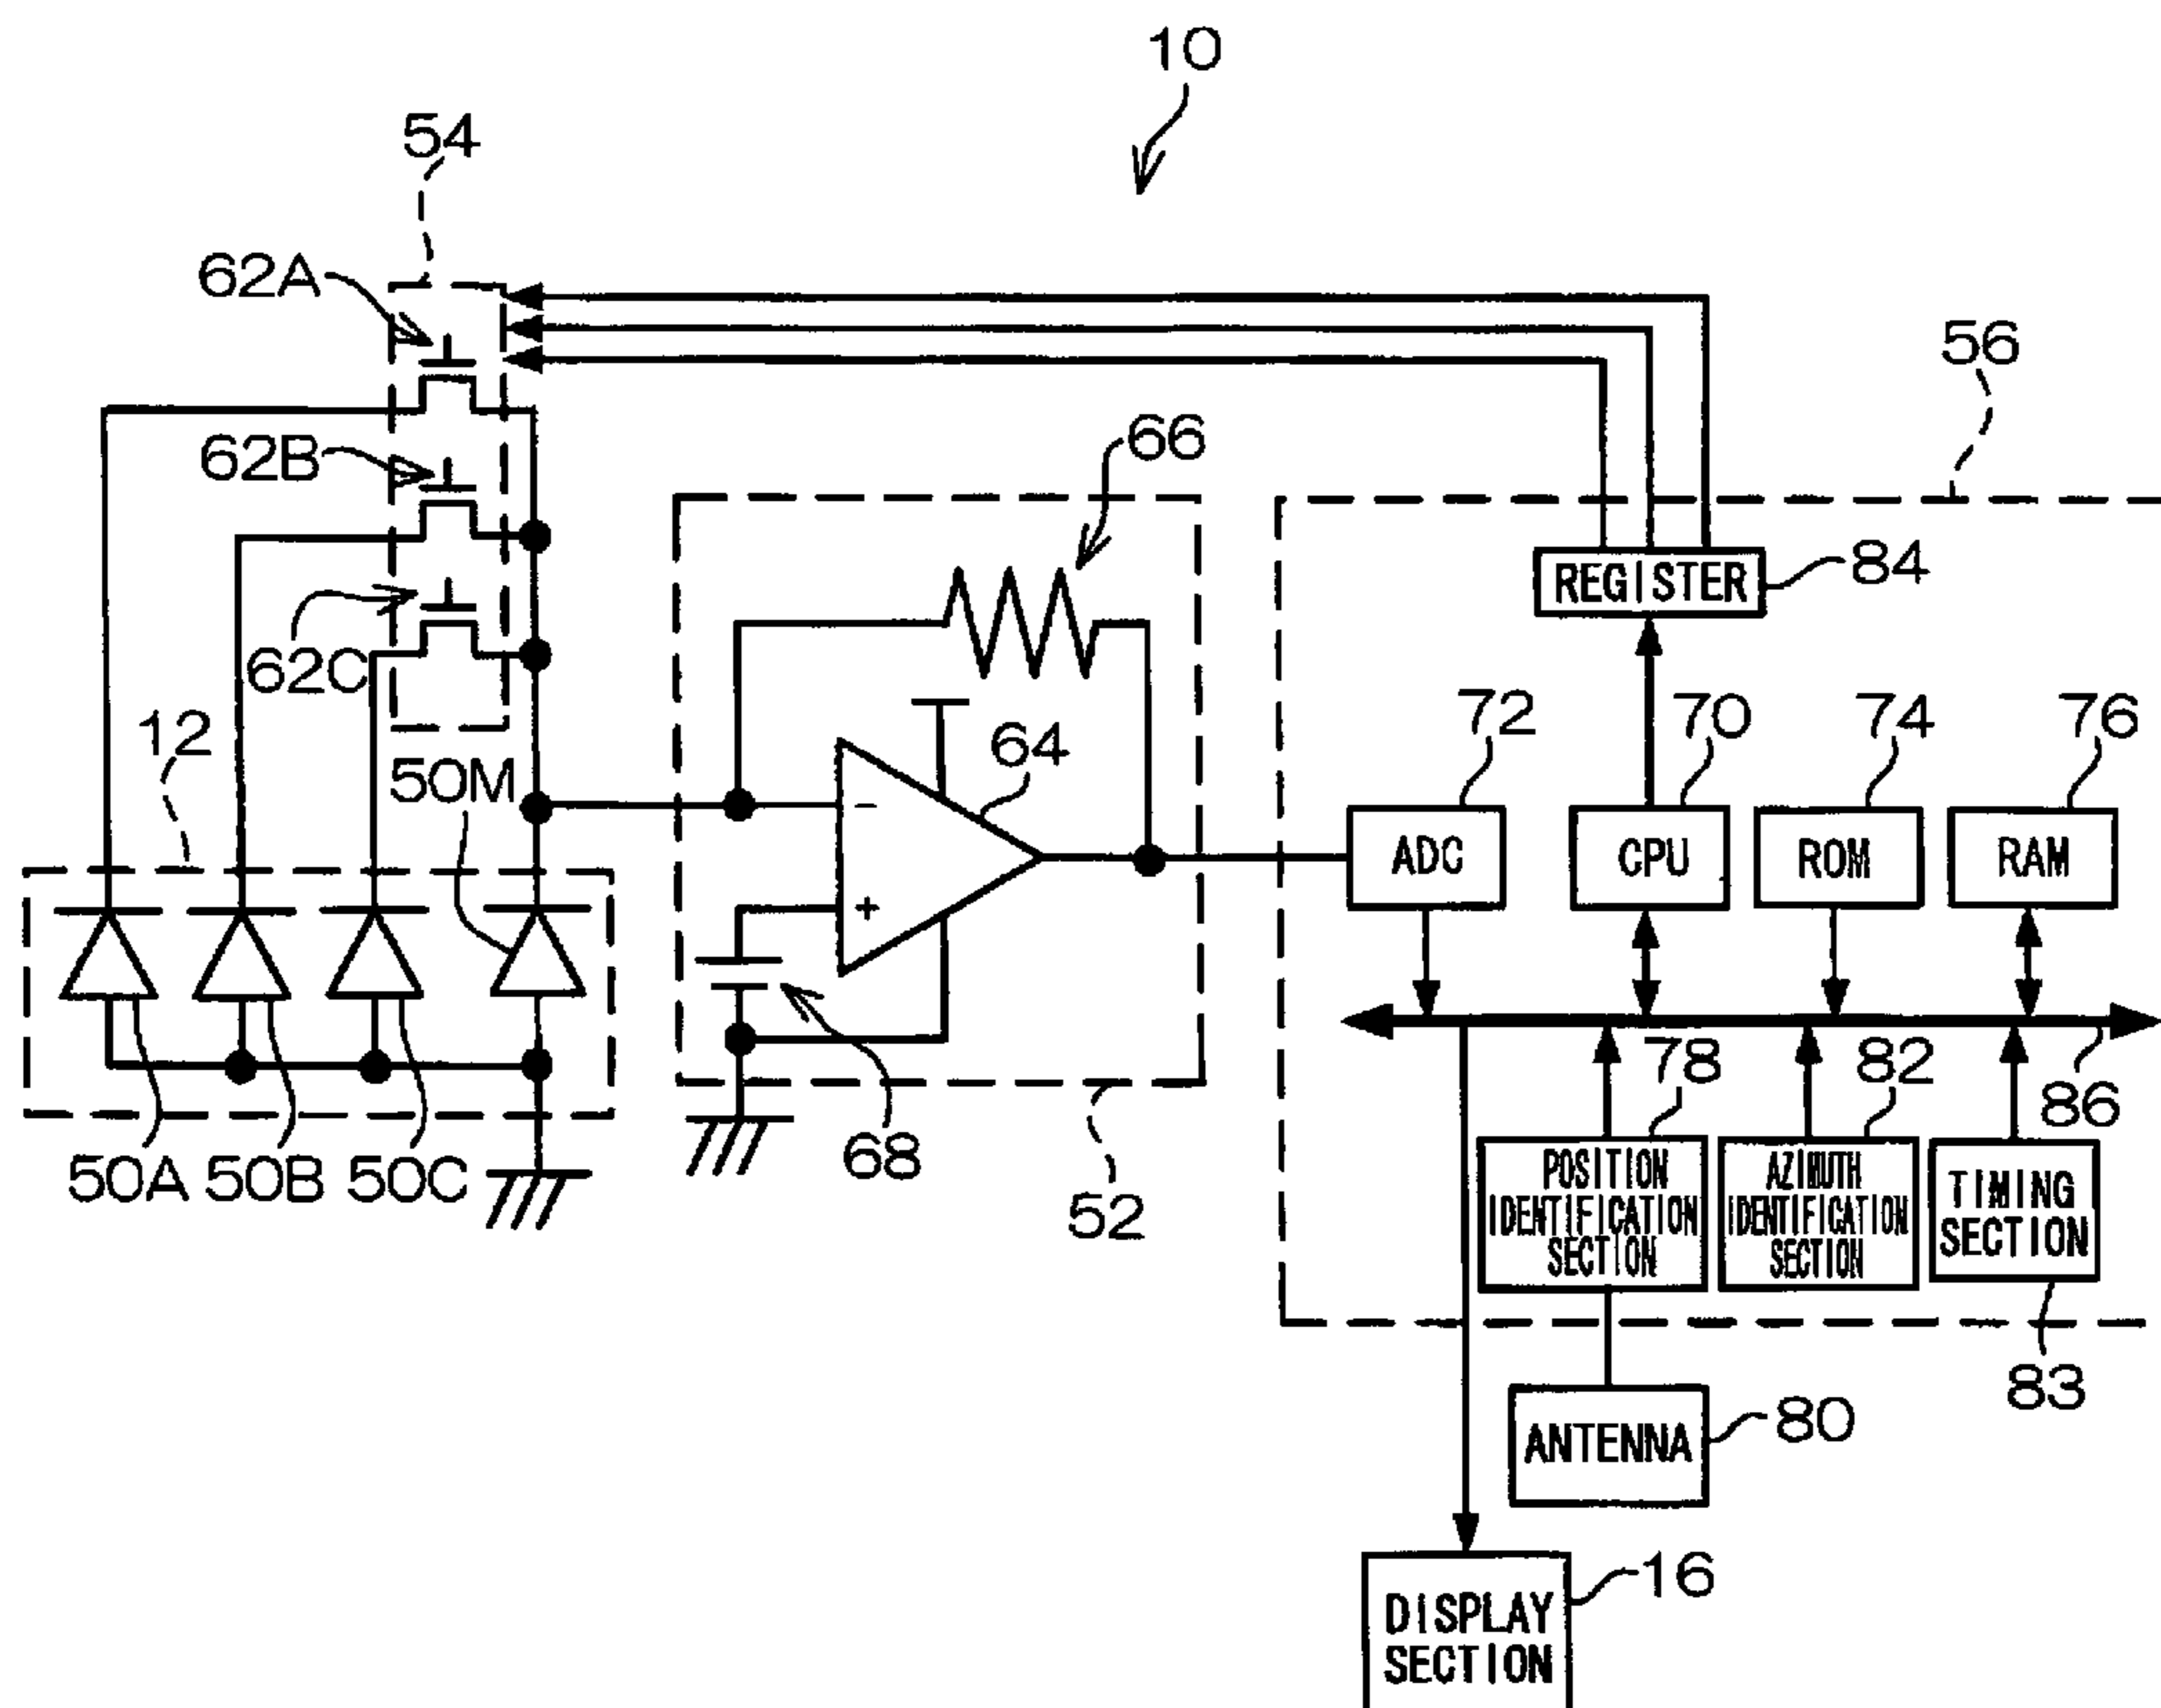 10
54
62A
56
62B
66
REGISTER
84
62C
12
50M
64
72
70
74
76
ADC
CPU
ROM
RAM
-
+
78
82
86
68
50A
50B
50C
52
POSITION
IDENTIFICATION
SECTION
AZIMUTH
IDENTIFICATION
SECTION
TIMING
SECTION
83
ANTENNA
80
16
DISPLAY
SECTION